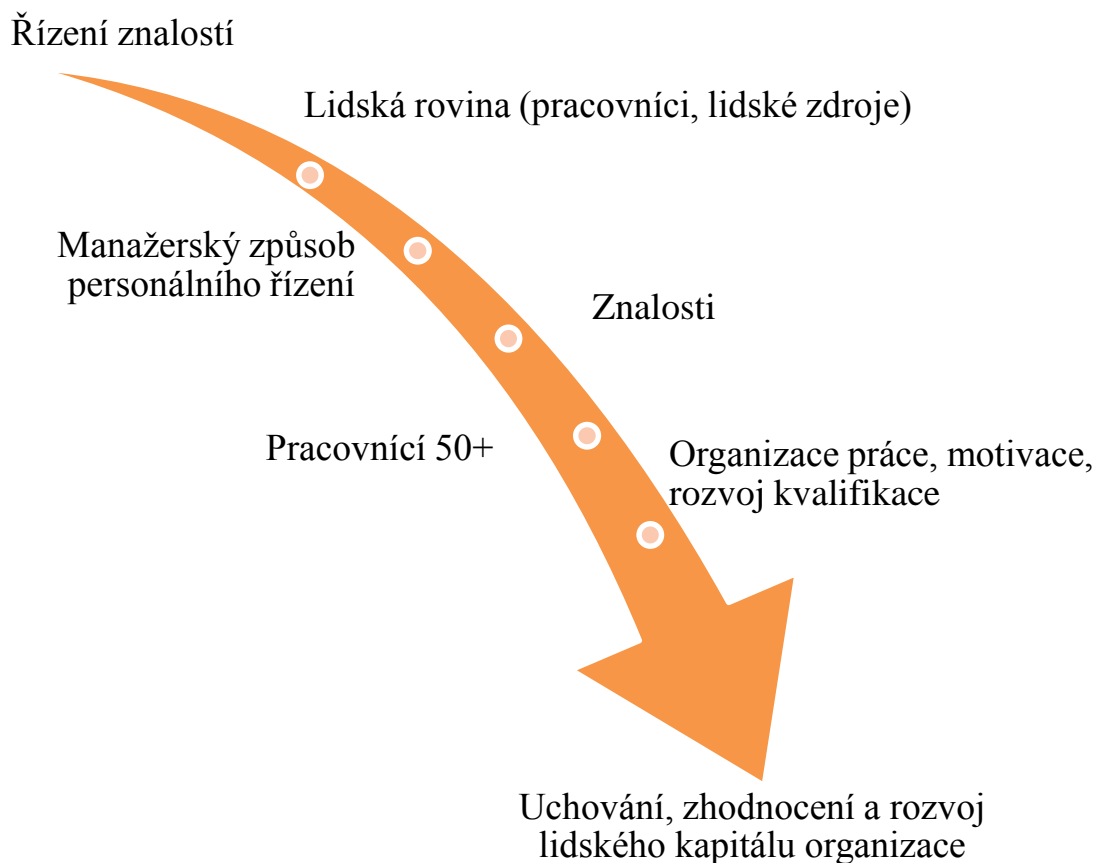 Řízení znalostí
Lidská rovina (pracovníci, lidské zdroje)
Manažerský způsob
personálního řízení
Znalosti
Pracovnící 50+
Organizace práce, motivace,
rozvoj kvalifikace
Uchování, zhodnocení a rozvoj
lidského kapitálu organizace